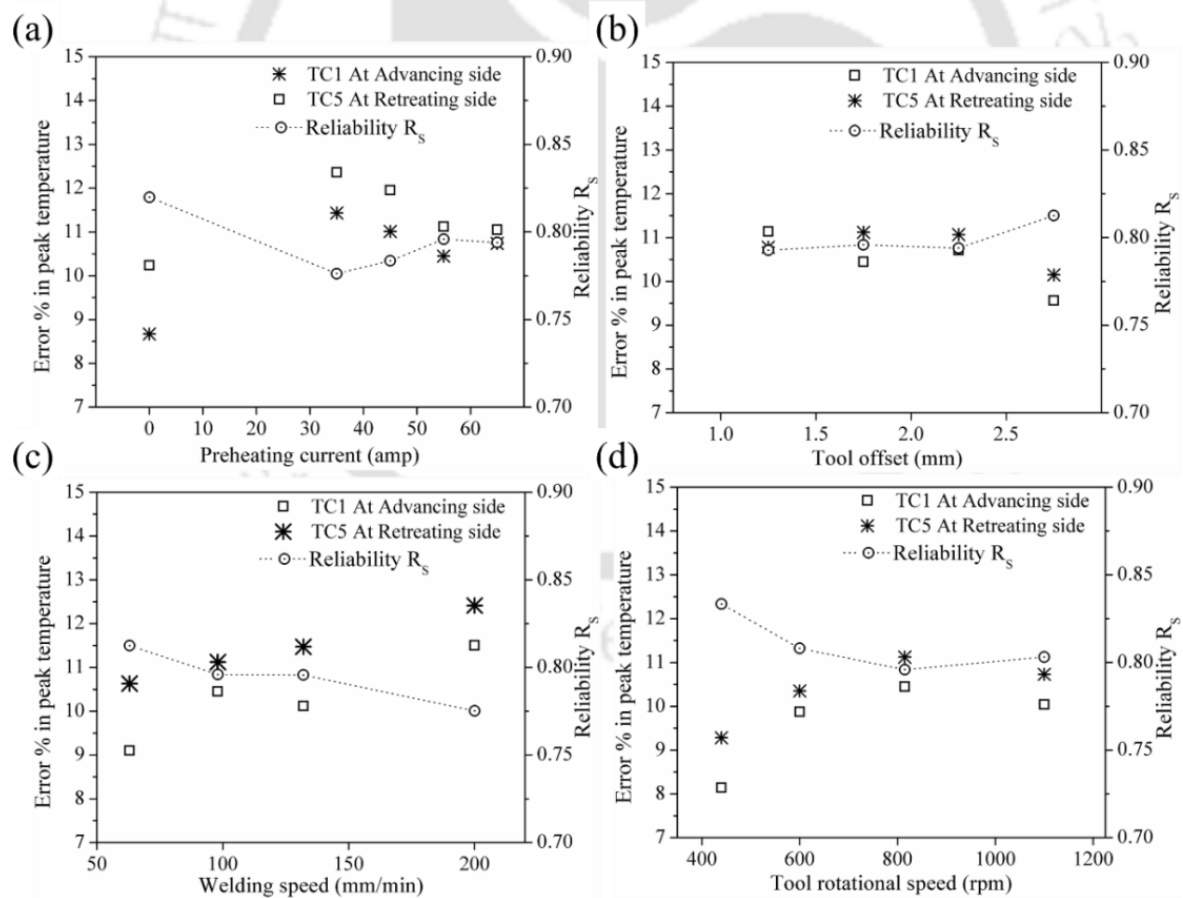 (a)
15
14
13
12
11
10
9
8
7
Error % in peak temperature
TC1 At Advancing side
TC5 At Retreating side
Reliability RS
0.90
0.85
0.80
0.75
0.70
Reliability RS
0 10 20 30 40 50 60
Preheating current (amp)
(b)
15
14
13
12
11
10
9
8
7
Error % in peak temperature
TC1 At Advancing side
TC5 At Retreating side
Reliability RS
0.90
0.85
0.80
0.75
0.70
Reliability RS
1.0 1.5 2.0 2.5
Tool offset (mm)
(c)
15
14
13
12
11
10
9
8
7
Error % in peak temperature
TC1 At Advancing side
TC5 At Retreating side
Reliability RS
0.90
0.85
0.80
0.75
0.70
Reliability RS
50 100 150 200
Welding speed (mm/min)
(d)
15
14
13
12
11
10
9
8
7
Error % in peak temperature
TC1 At Advancing side
TC5 At Retreating side
Reliability RS
0.90
0.85
0.80
0.75
0.70
Reliability RS
400 600 800 1000 1200
Tool rotational speed (rpm)